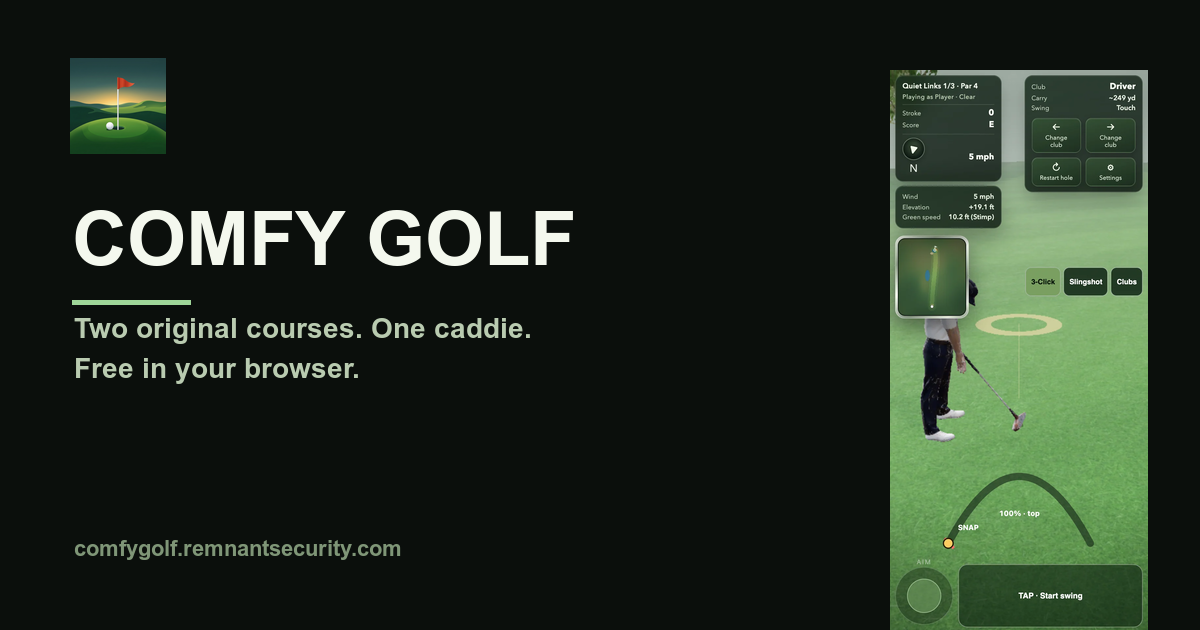 COMFY GOLF
Two original courses. One caddie.
Free in your browser.
comfygolf.remnantsecurity.com
Quiet Links 1/3 · Par 4
Playing as Player · Clear
Stroke 0
Score E
5 mph
N
Wind 5 mph
Elevation +19.1 ft
Green speed 10.2 ft (Stimp)
Club Driver
Carry ~249 yd
Swing Touch
← →
Change club Change club
Restart hole Settings
3-Click Slingshot Clubs
100% · top
SNAP
AIM
TAP · Start swing